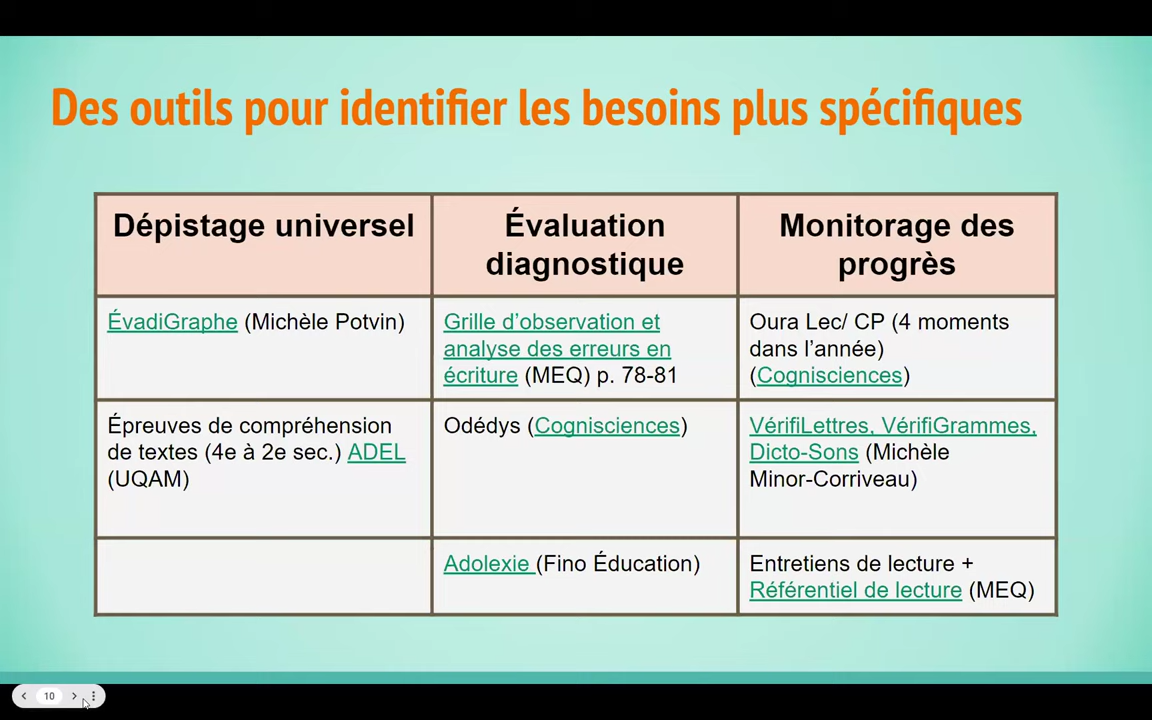 Des outils pour identifier les besoins plus spécifiques
Dépistage universel
Évaluation
diagnostique
Monitorage des
progrès
ÉvadiGraphe (Michèle Potvin)
Grille d’observation et
analyse des erreurs en
écriture (MEQ) p. 78-81
Oura Lec/ CP (4 moments
dans l’année)
(Cognisciences)
Épreuves de compréhension
de textes (4e à 2e sec.) ADEL
(UQAM)
Odédys (Cognisciences)
VérifiLettres, VérifiGrammes,
Dicto-Sons (Michèle
Minor-Corriveau)
Adolexie (Fino Éducation)
Entretiens de lecture +
Référentiel de lecture (MEQ)
10